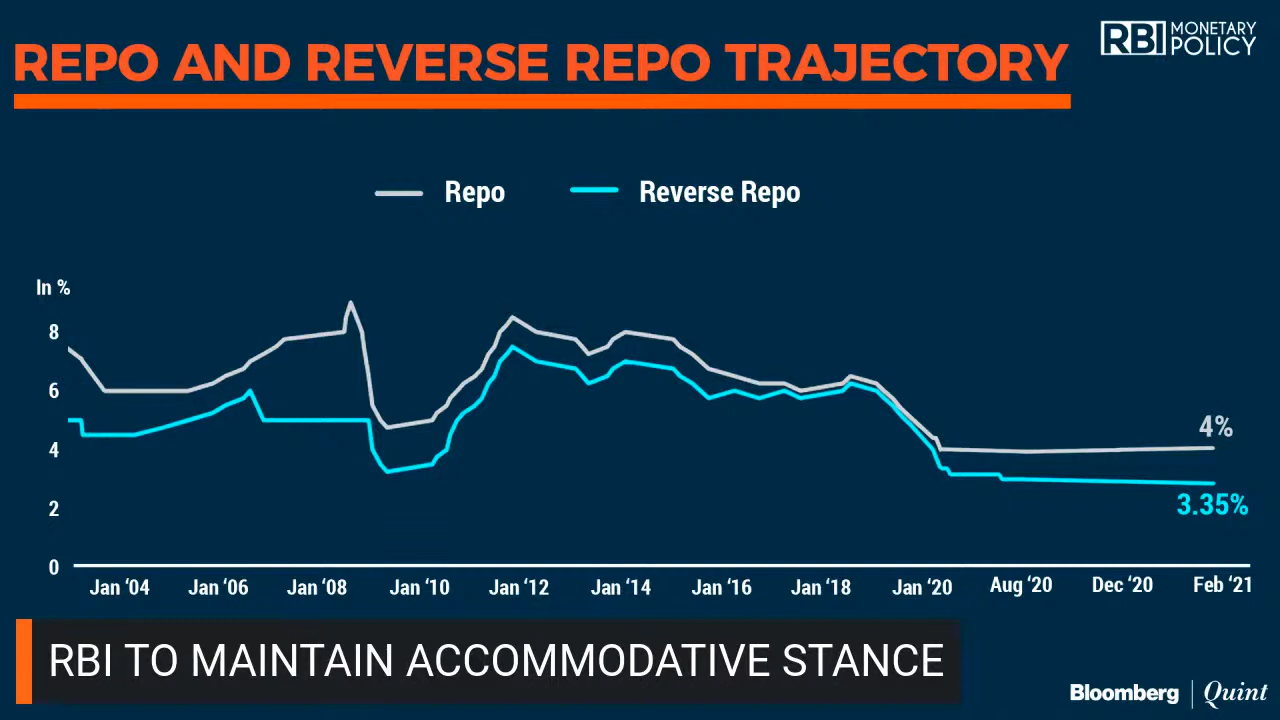 REPO AND REVERSE REPO TRAJECTORY
RBI MONETARY POLICY
Repo
Reverse Repo
In %
8
6
4
2
0
4%
3.35%
Jan ‘04 Jan ‘06 Jan ‘08 Jan ‘10 Jan ‘12 Jan ‘14 Jan ‘16 Jan ‘18 Jan ‘20 Aug ‘20 Dec ‘20 Feb ‘21
RBI TO MAINTAIN ACCOMMODATIVE STANCE
Bloomberg | Quint